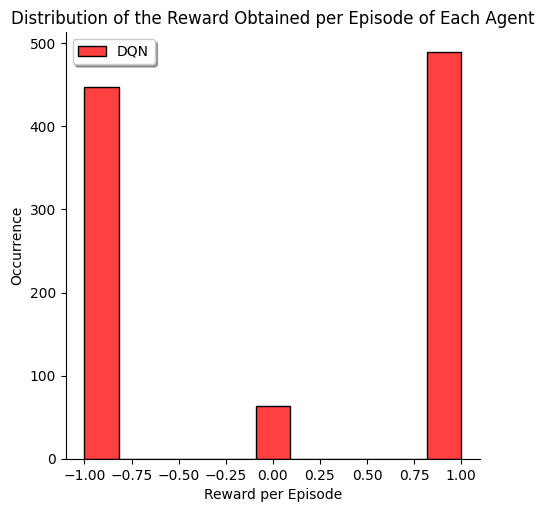 Distribution of the Reward Obtained per Episode of Each Agent
DQN
500
400
300
200
100
0
Occurrence
−1.00 −0.75 −0.50 −0.25 0.00 0.25 0.50 0.75 1.00
Reward per Episode